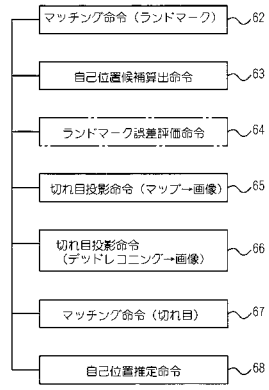 マッチング命令(ランドマーク)
62
自己位置候補算出命令
63
ランドマーク誤差評価命令
64
切れ目投影命令(マップ→画像)
65
切れ目投影命令
(デッドレコニング→画像)
66
マッチング命令(切れ目)
67
自己位置推定命令
68